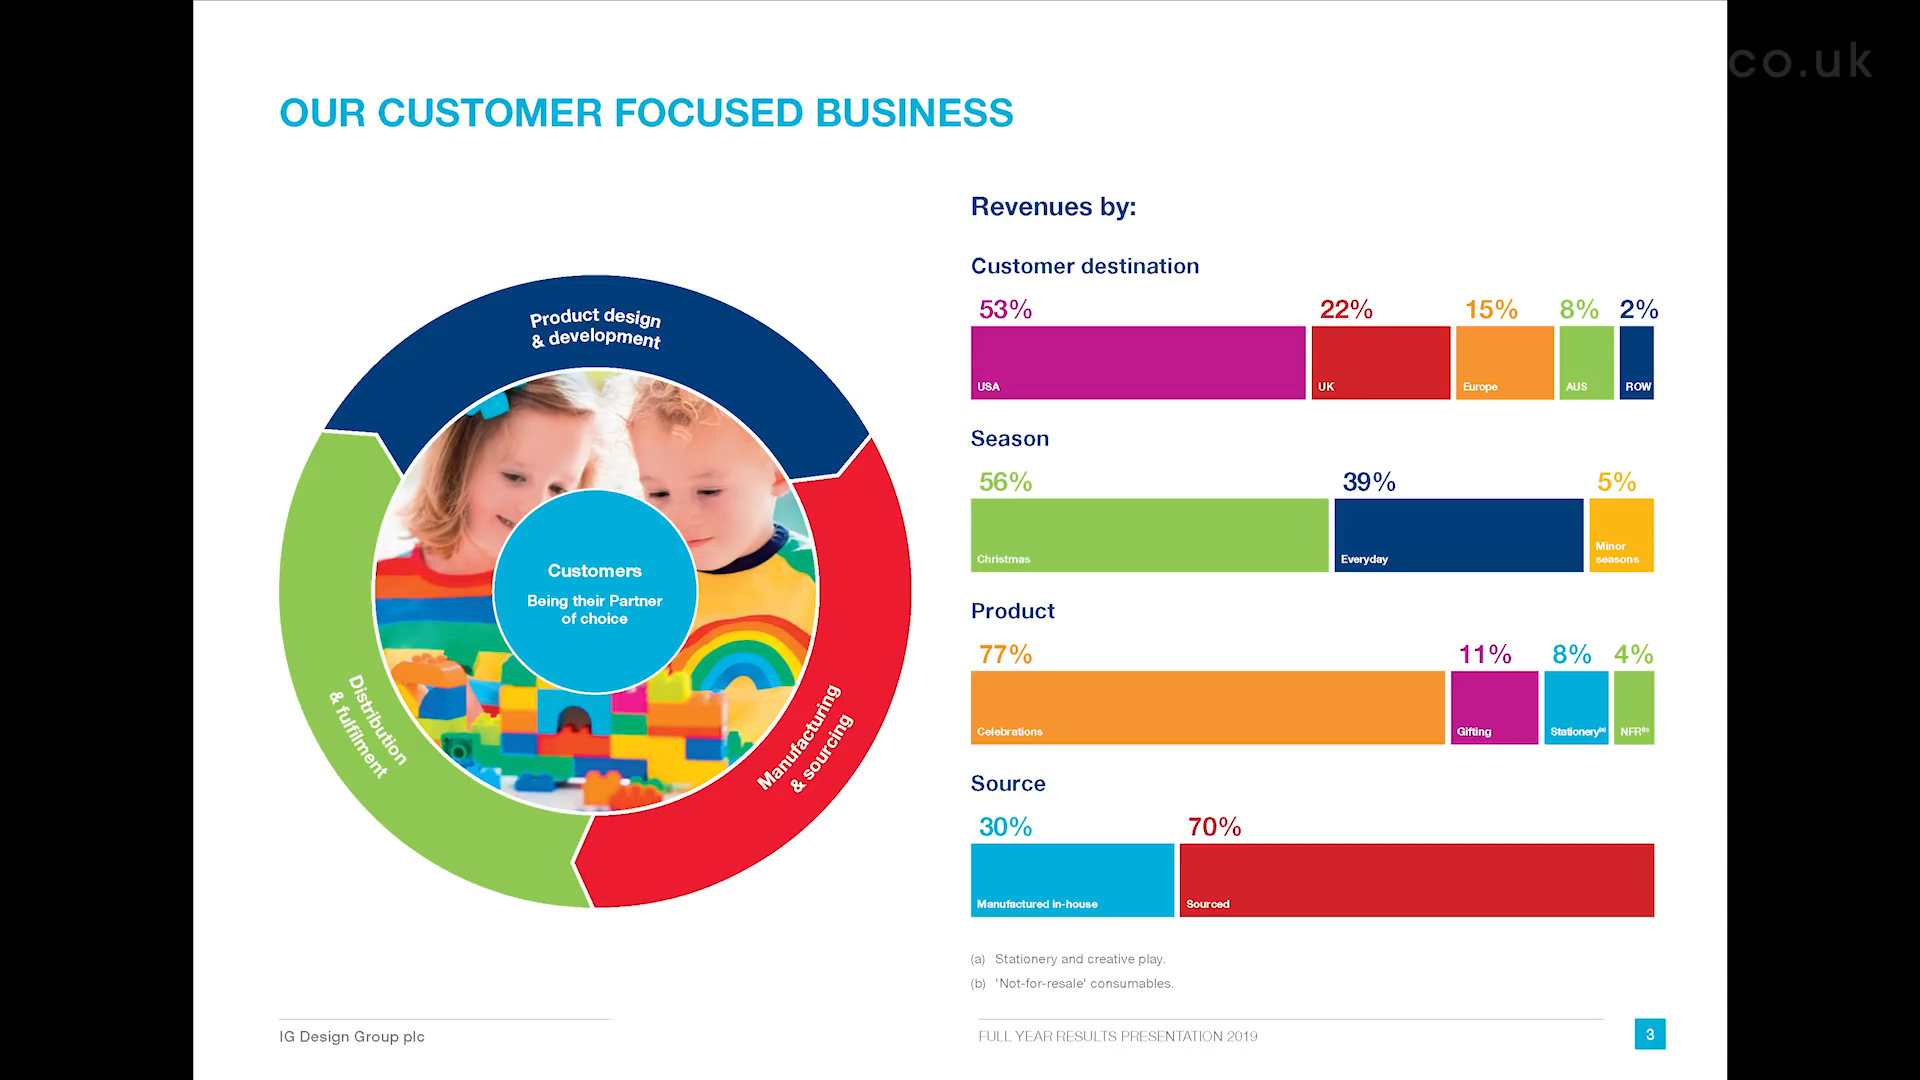 co.uk
OUR CUSTOMER FOCUSED BUSINESS
Product design
& development
Customers
Being their Partner
of choice
Distribution
& fulfilment
Manufacturing
& sourcing
Revenues by:
Customer destination
53% 22% 15% 8% 2%
USA UK Europe AUS ROW
Season
56% 39% 5%
Christmas Everyday Minor
seasons
Product
77% 11% 8% 4%
Celebrations Gifting Stationery(a) NFR(b)
Source
30% 70%
Manufactured in-house Sourced
(a) Stationery and creative play.
(b) 'Not-for-resale' consumables.
IG Design Group plc
FULL YEAR RESULTS PRESENTATION 2019
3